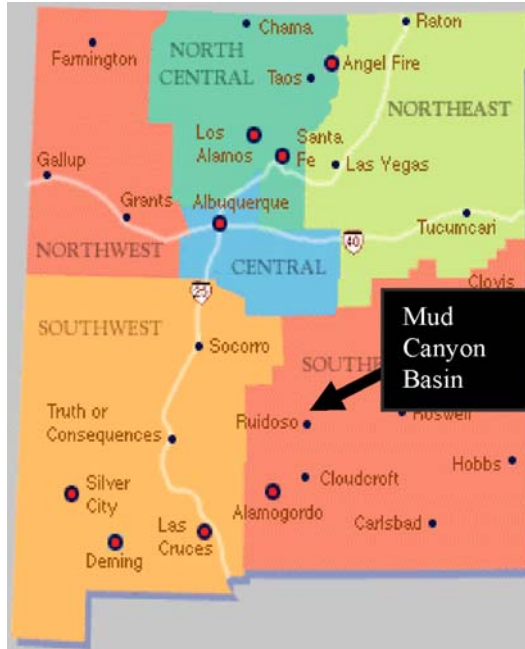 Chama
Raton
Farmington
NORTH
CENTRAL
Taos
Angel Fire
NORTHEAST
Los
Alamos
Santa
Fe
Las Vegas
Gallup
Grants
Albuquerque
Tucumcari
40
NORTHWEST
CENTRAL
Clovis
25
SOUTHWEST
Mud
Canyon
Basin
Socorro
SOUTHE
Truth or
Consequences
Ruidoso
Roswell
Hobbs
Silver
City
Cloudcroft
Alamogordo
Las
Cruces
Carlsbad
Deming